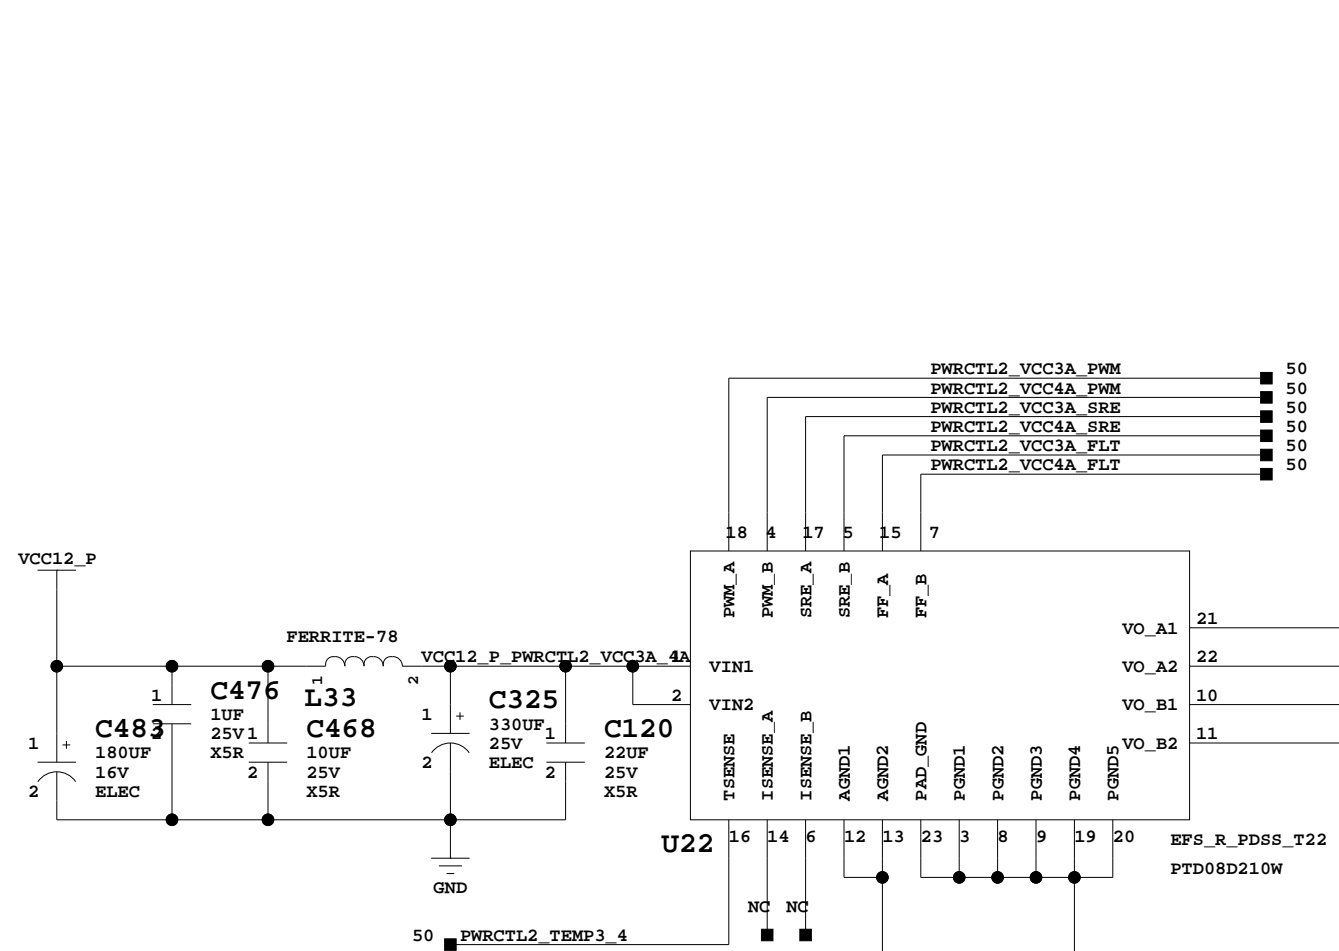 PWRCTL2_VCC3A_PWM 50
PWRCTL2_VCC4A_PWM 50
PWRCTL2_VCC3A_SRE 50
PWRCTL2_VCC4A_SRE 50
PWRCTL2_VCC3A_FLT 50
PWRCTL2_VCC4A_FLT 50
18 4 17 5 15 7
PWM_A PWM_B SRE_A SRE_B FF_A FF_B
VCC12_P
FERRITE-78
1 2
L33
VCC12_P_PWRCTL2_VCC3A_4A
1 VIN1
2 VIN2
VO_A1 21
VO_A2 22
VO_B1 10
VO_B2 11
1 2
C483
180UF
16V
ELEC
1 2
C476
1UF
25V
X5R
1 2
C468
10UF
25V
X5R
1 2
C325
330UF
25V
ELEC
1 2
C120
22UF
25V
X5R
GND
TSENSE ISENSE_A ISENSE_B AGND1 AGND2 PAD_GND PGND1 PGND2 PGND3 PGND4 PGND5
16 14 6 12 13 23 3 8 9 19 20
U22
EFS_R_PDSS_T22
PTD08D210W
NC NC
50 PWRCTL2_TEMP3_4
+
+